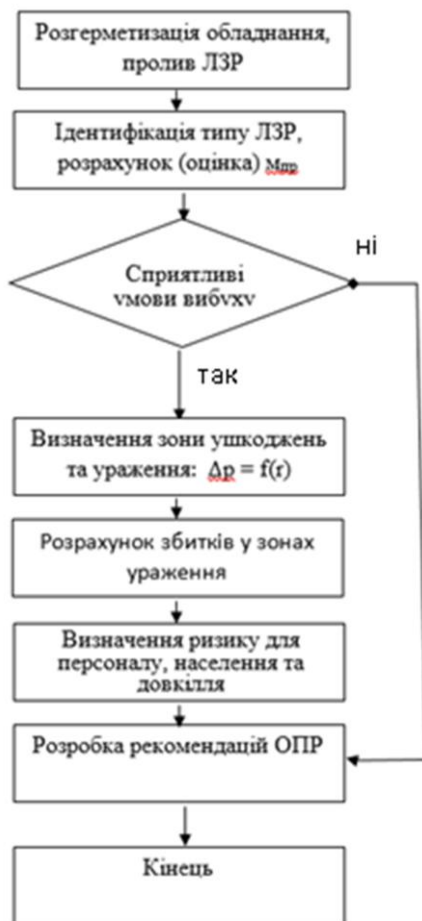 Розгерметизація обладнання,
пролив ЛЗР
Ідентифікація типу ЛЗР,
розрахунок (оцінка) мпр
Сприятливі
умови вибуху
ні
так
Визначення зони ушкоджень
та ураження: Δp = f(r)
Розрахунок збитків у зонах
ураження
Визначення ризику для
персоналу, населення та
довкілля
Розробка рекомендацій ОПР
Кінець